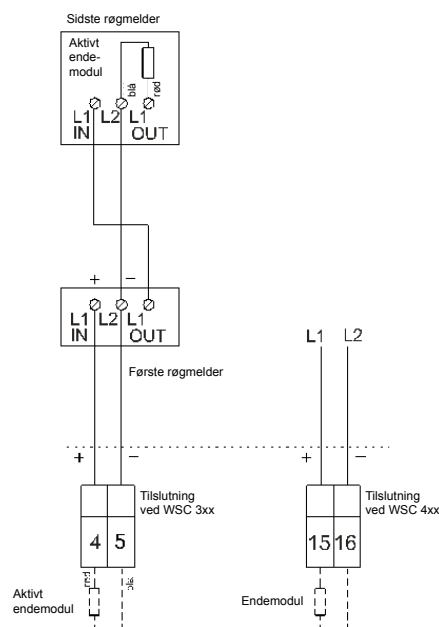 Sidste røgmelder
Aktivt
ende-
modul
blå
rød
L1 L2 L1
IN OUT
+ –
L1 L2 L1
IN OUT
L1 L2
Første røgmelder
+ – + –
Tilslutning
ved WSC 3xx
Tilslutning
ved WSC 4xx
4 5
15 16
rød
blå
Aktivt
endemodul
Endemodul